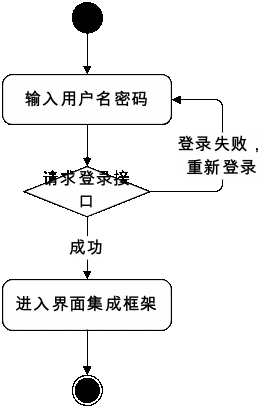 输入用户名密码
登录失败，
重新登录
请求登录接
口
成功
进入界面集成框架